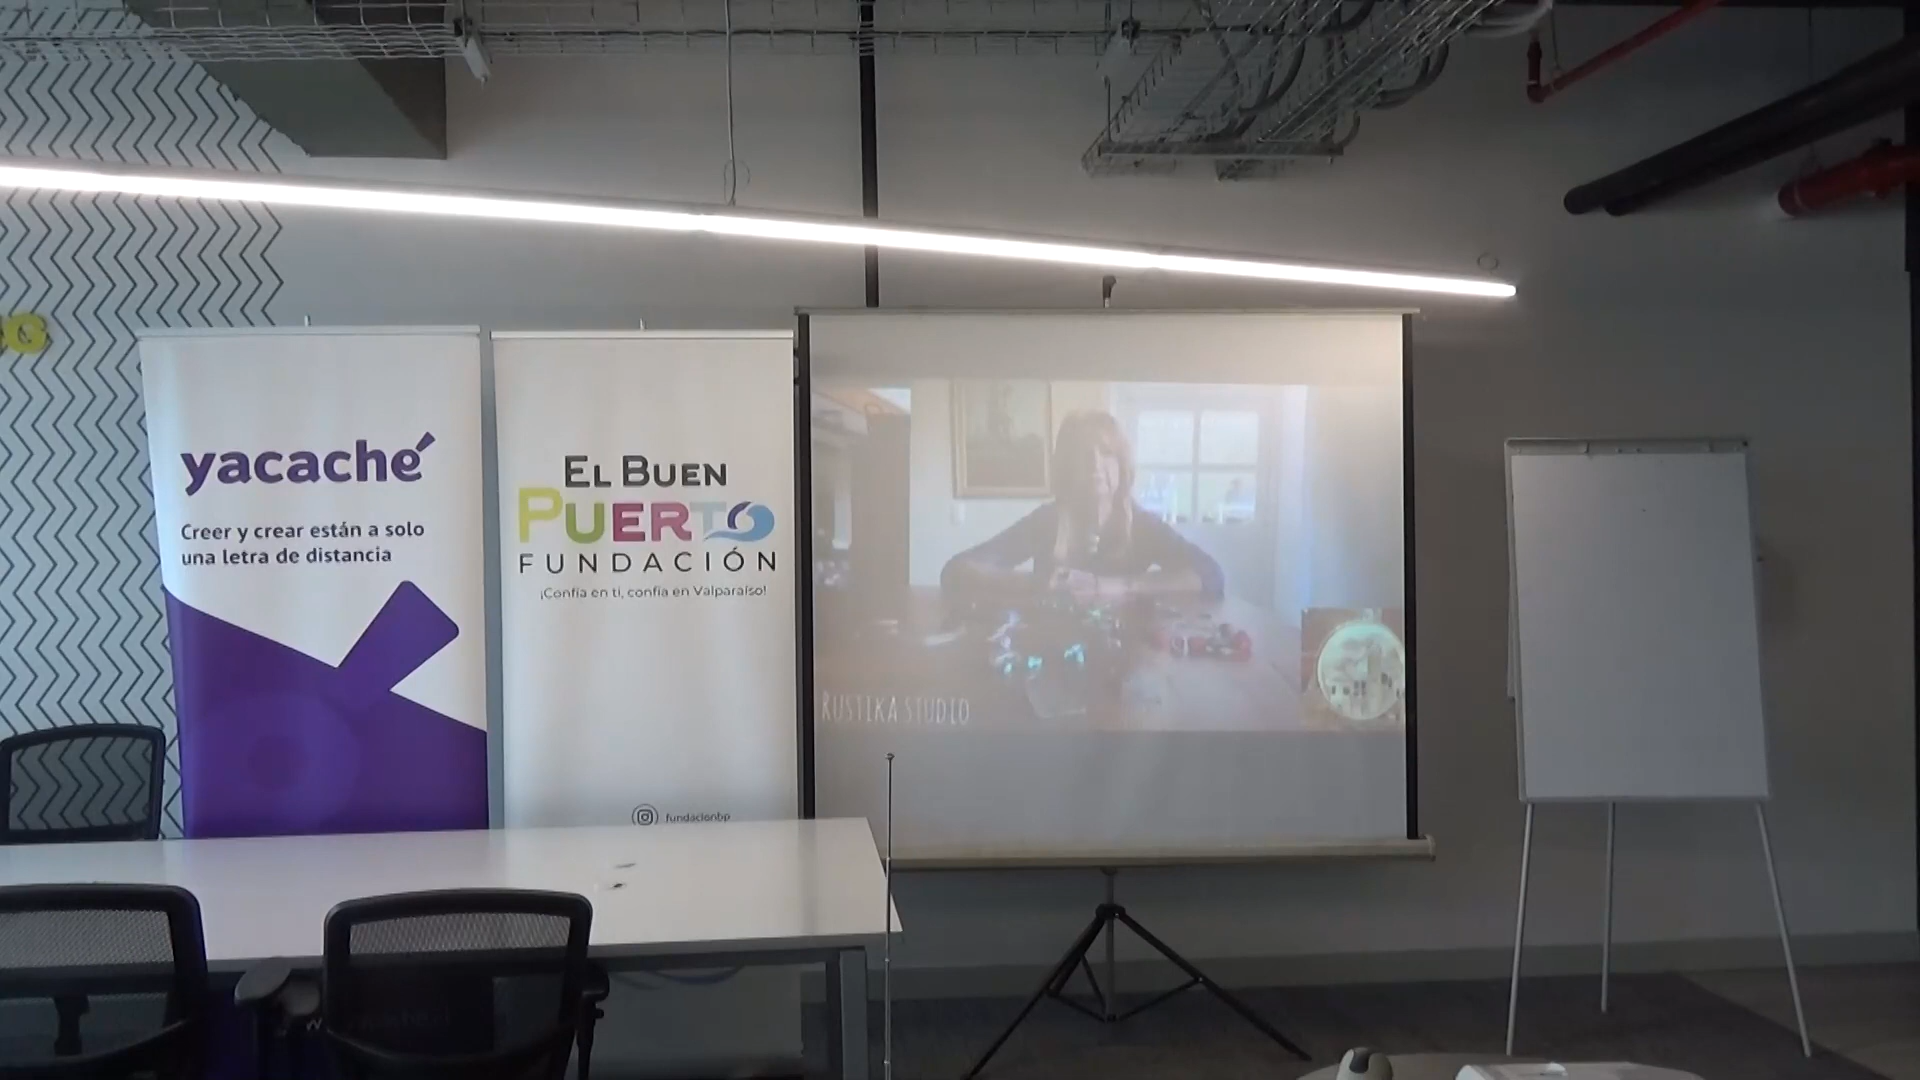 yacaché
Creer y crear están a solo
una letra de distancia
EL BUEN
PUERTO
FUNDACIÓN
¡Confía en ti, confía en Valparaíso!
fundacionbp
RUSTIKA STUDIO